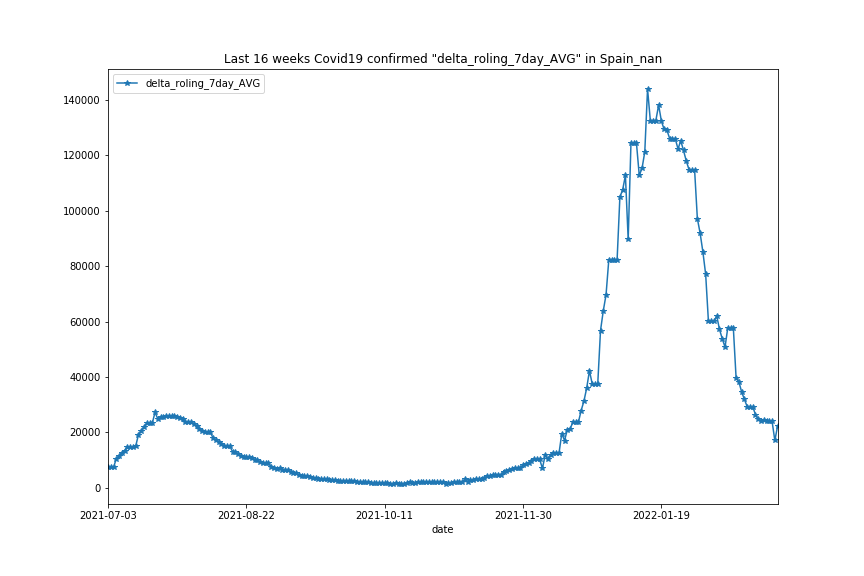 Last 16 weeks Covid19 confirmed "delta_roling_7day_AVG" in Spain_nan
delta_roling_7day_AVG
140000
120000
100000
80000
60000
40000
20000
0
2021-07-03 2021-08-22 2021-10-11 2021-11-30 2022-01-19
date